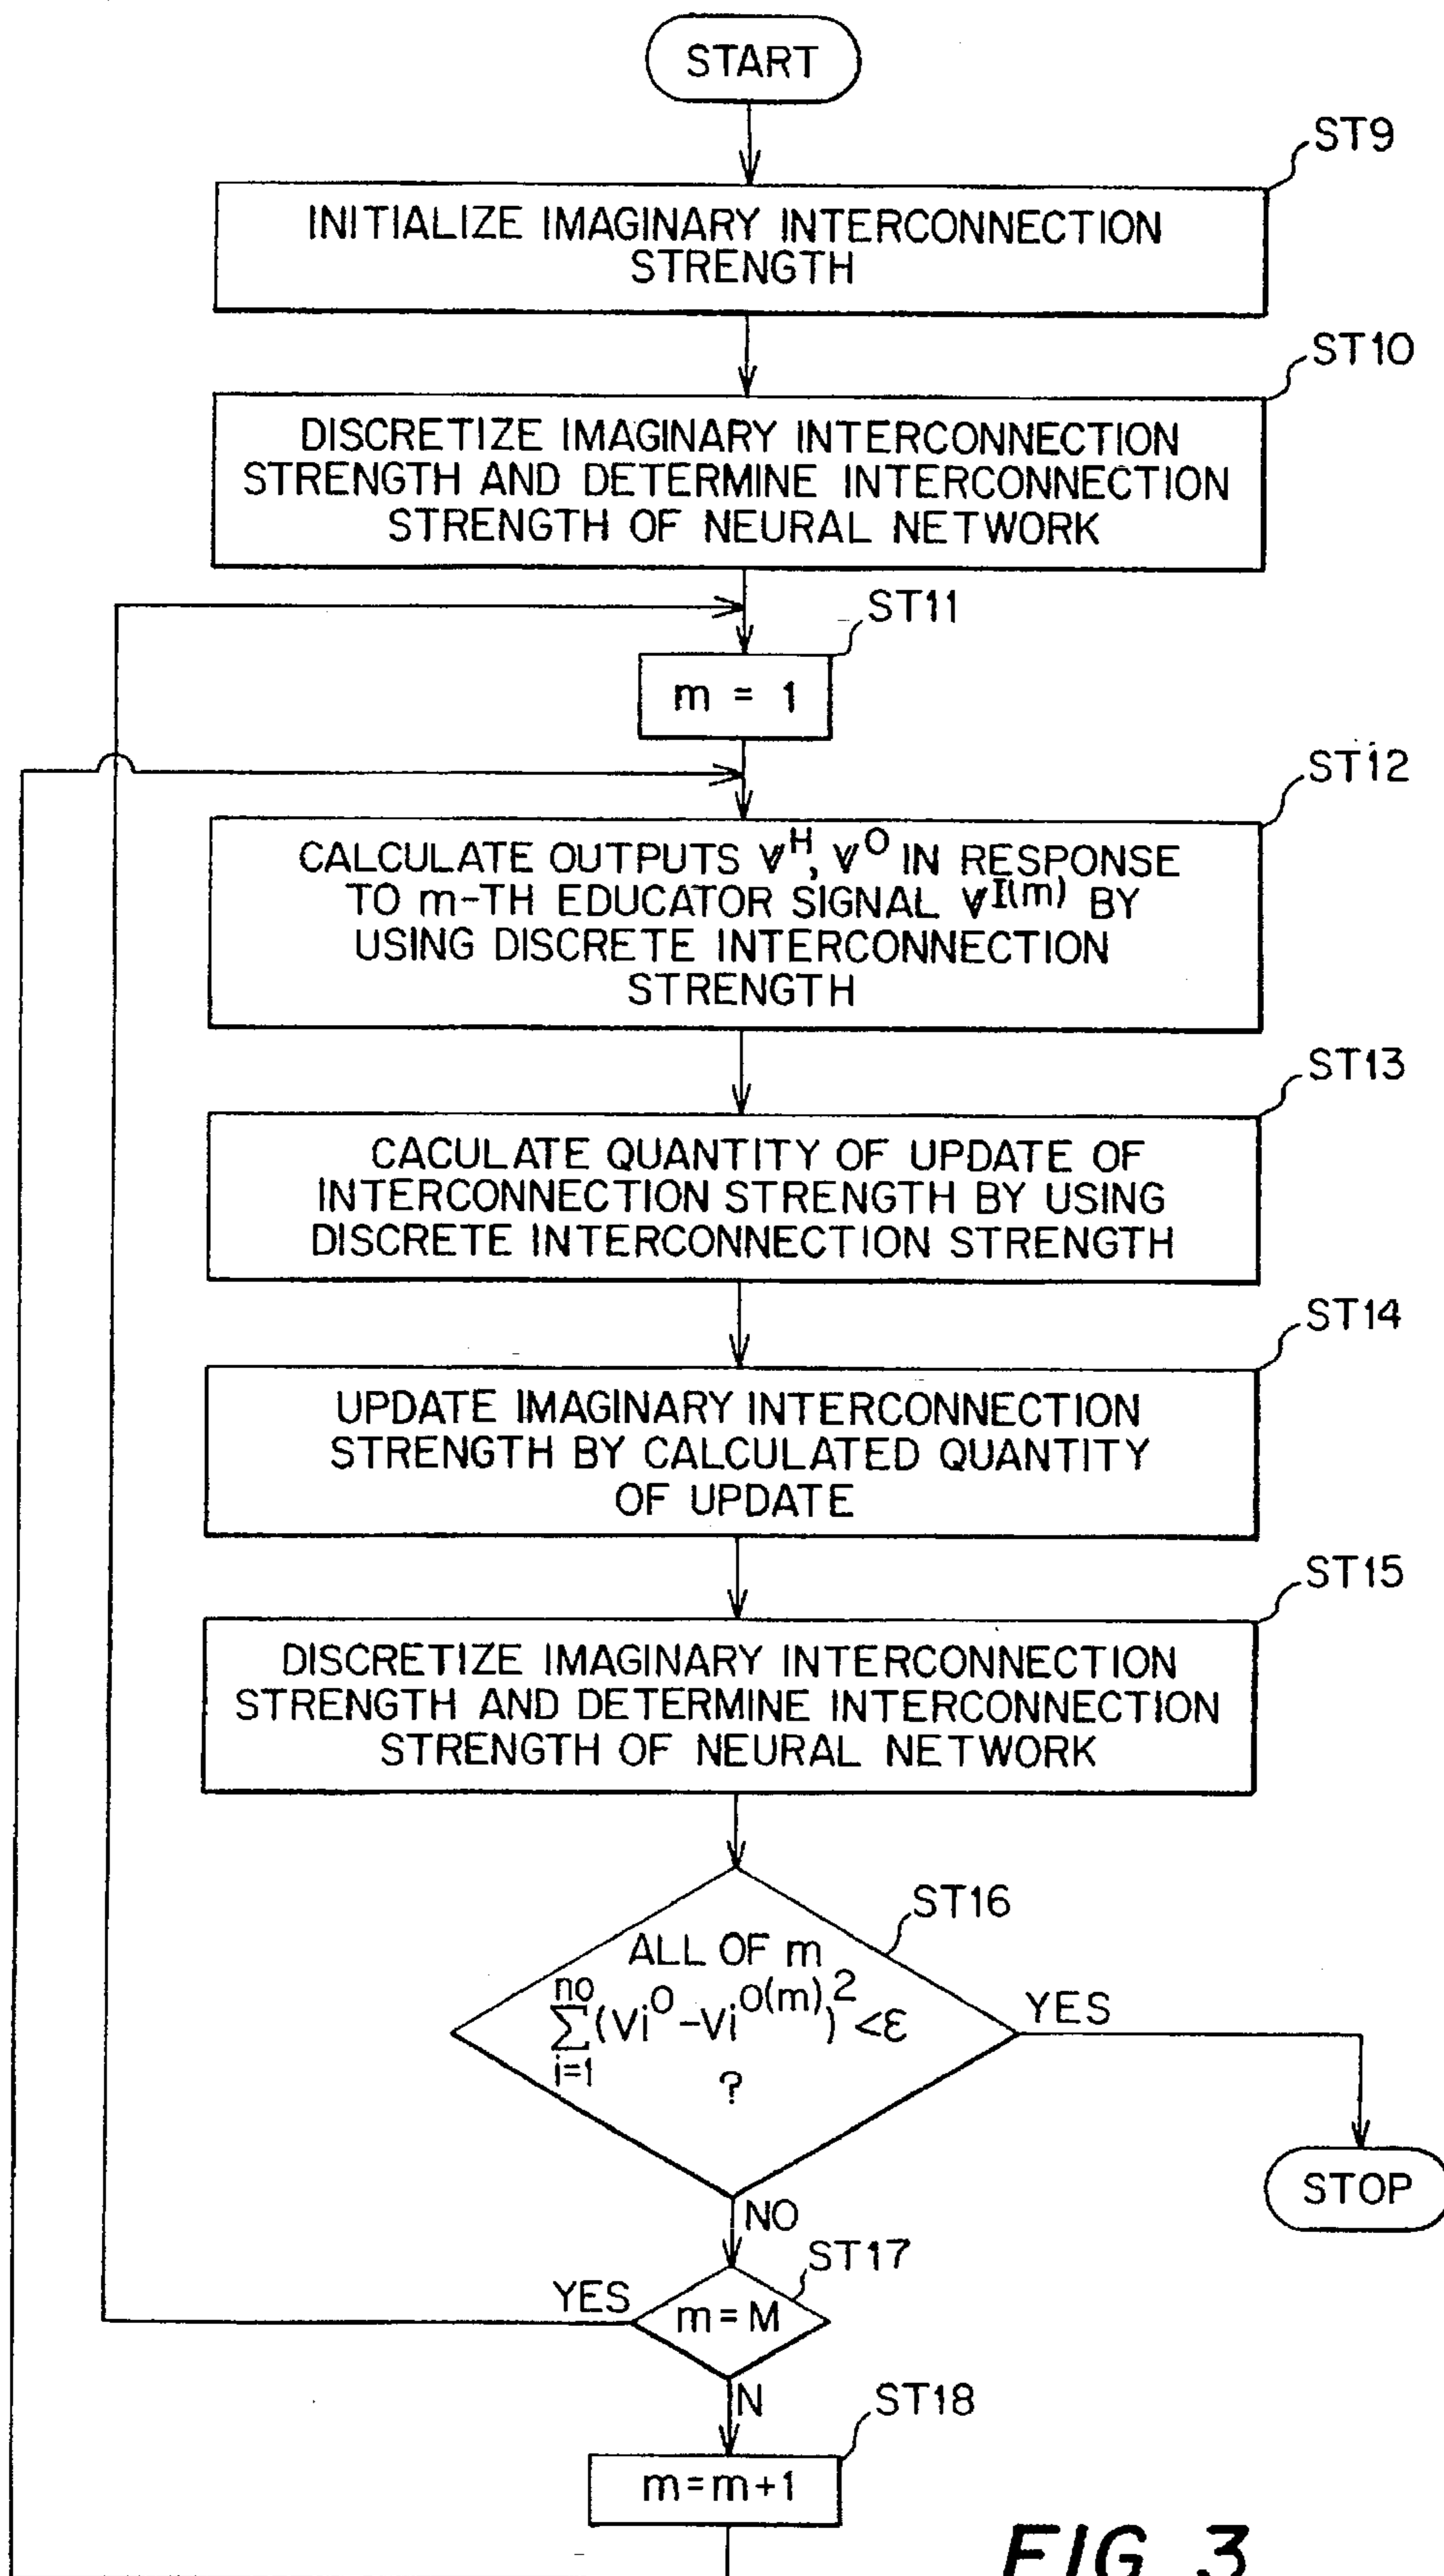 START
ST9
INITIALIZE IMAGINARY INTERCONNECTION
STRENGTH
ST10
DISCRETIZE IMAGINARY INTERCONNECTION
STRENGTH AND DETERMINE INTERCONNECTION
STRENGTH OF NEURAL NETWORK
ST11
m = 1
ST12
CALCULATE OUTPUTS V^H, V^O IN RESPONSE
TO m-TH EDUCATOR SIGNAL V^I(m) BY
USING DISCRETE INTERCONNECTION
STRENGTH
ST13
CACULATE QUANTITY OF UPDATE OF
INTERCONNECTION STRENGTH BY USING
DISCRETE INTERCONNECTION STRENGTH
ST14
UPDATE IMAGINARY INTERCONNECTION
STRENGTH BY CALCULATED QUANTITY
OF UPDATE
ST15
DISCRETIZE IMAGINARY INTERCONNECTION
STRENGTH AND DETERMINE INTERCONNECTION
STRENGTH OF NEURAL NETWORK
ST16
ALL OF m
no
∑(Vi^O - Vi^O(m))^2 < ε
i=1
?
YES
STOP
NO
ST17
YES
m = M
N
ST18
m = m+1
FIG. 3